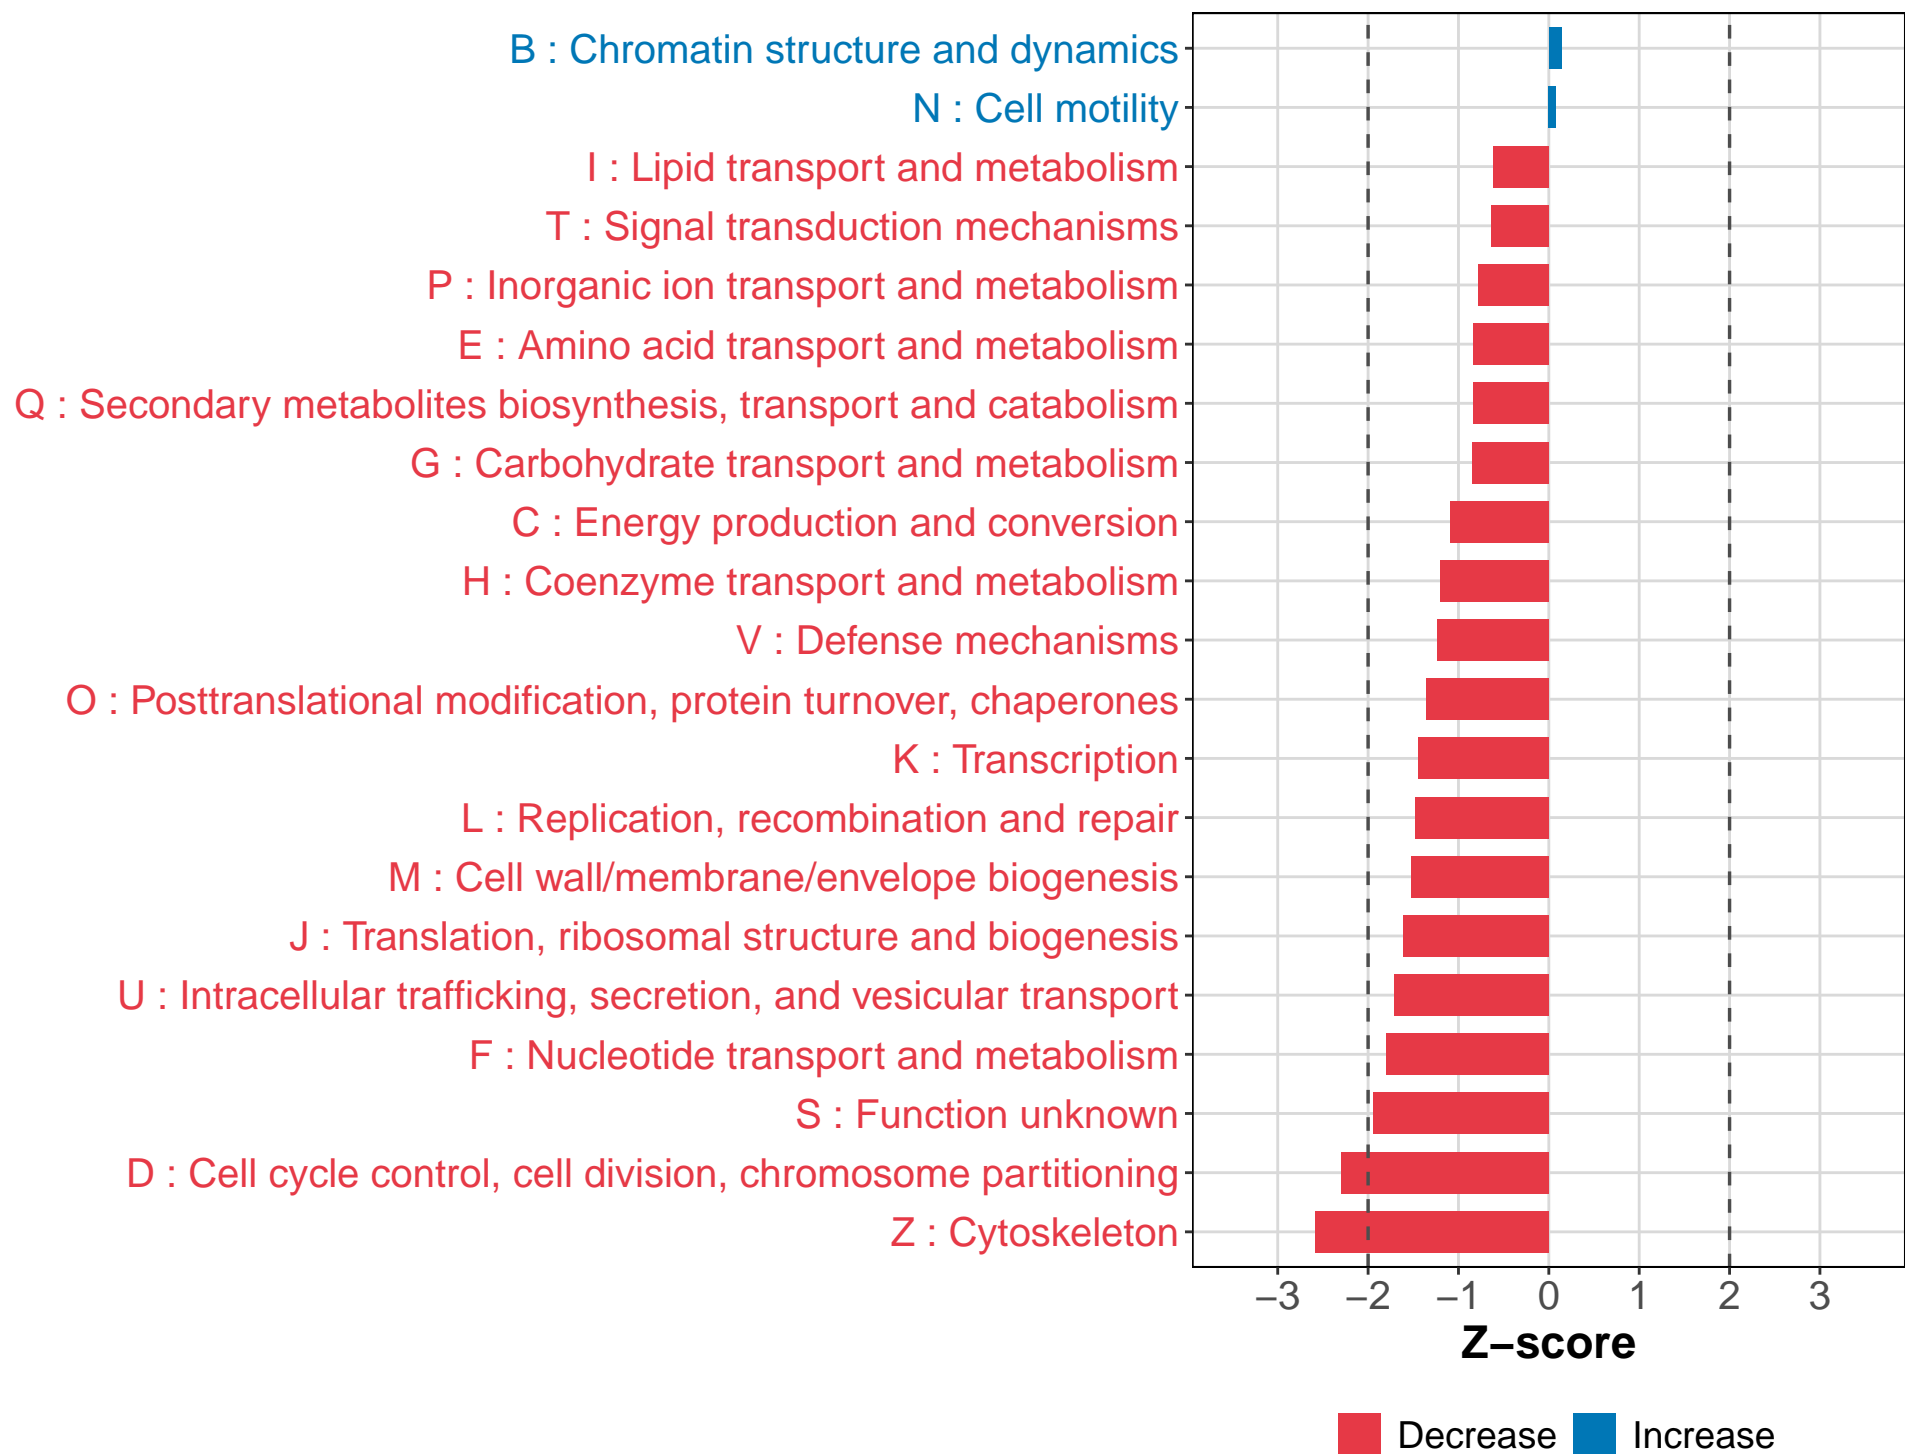 B : Chromatin structure and dynamics
N : Cell motility
I : Lipid transport and metabolism
T : Signal transduction mechanisms
P : Inorganic ion transport and metabolism
E : Amino acid transport and metabolism
Q : Secondary metabolites biosynthesis, transport and catabolism
G : Carbohydrate transport and metabolism
C : Energy production and conversion
H : Coenzyme transport and metabolism
V : Defense mechanisms
O : Posttranslational modification, protein turnover, chaperones
K : Transcription
L : Replication, recombination and repair
M : Cell wall/membrane/envelope biogenesis
J : Translation, ribosomal structure and biogenesis
U : Intracellular trafficking, secretion, and vesicular transport
F : Nucleotide transport and metabolism
S : Function unknown
D : Cell cycle control, cell division, chromosome partitioning
Z : Cytoskeleton
−3 −2 −1 0 1 2 3
Z−score
Decrease Increase